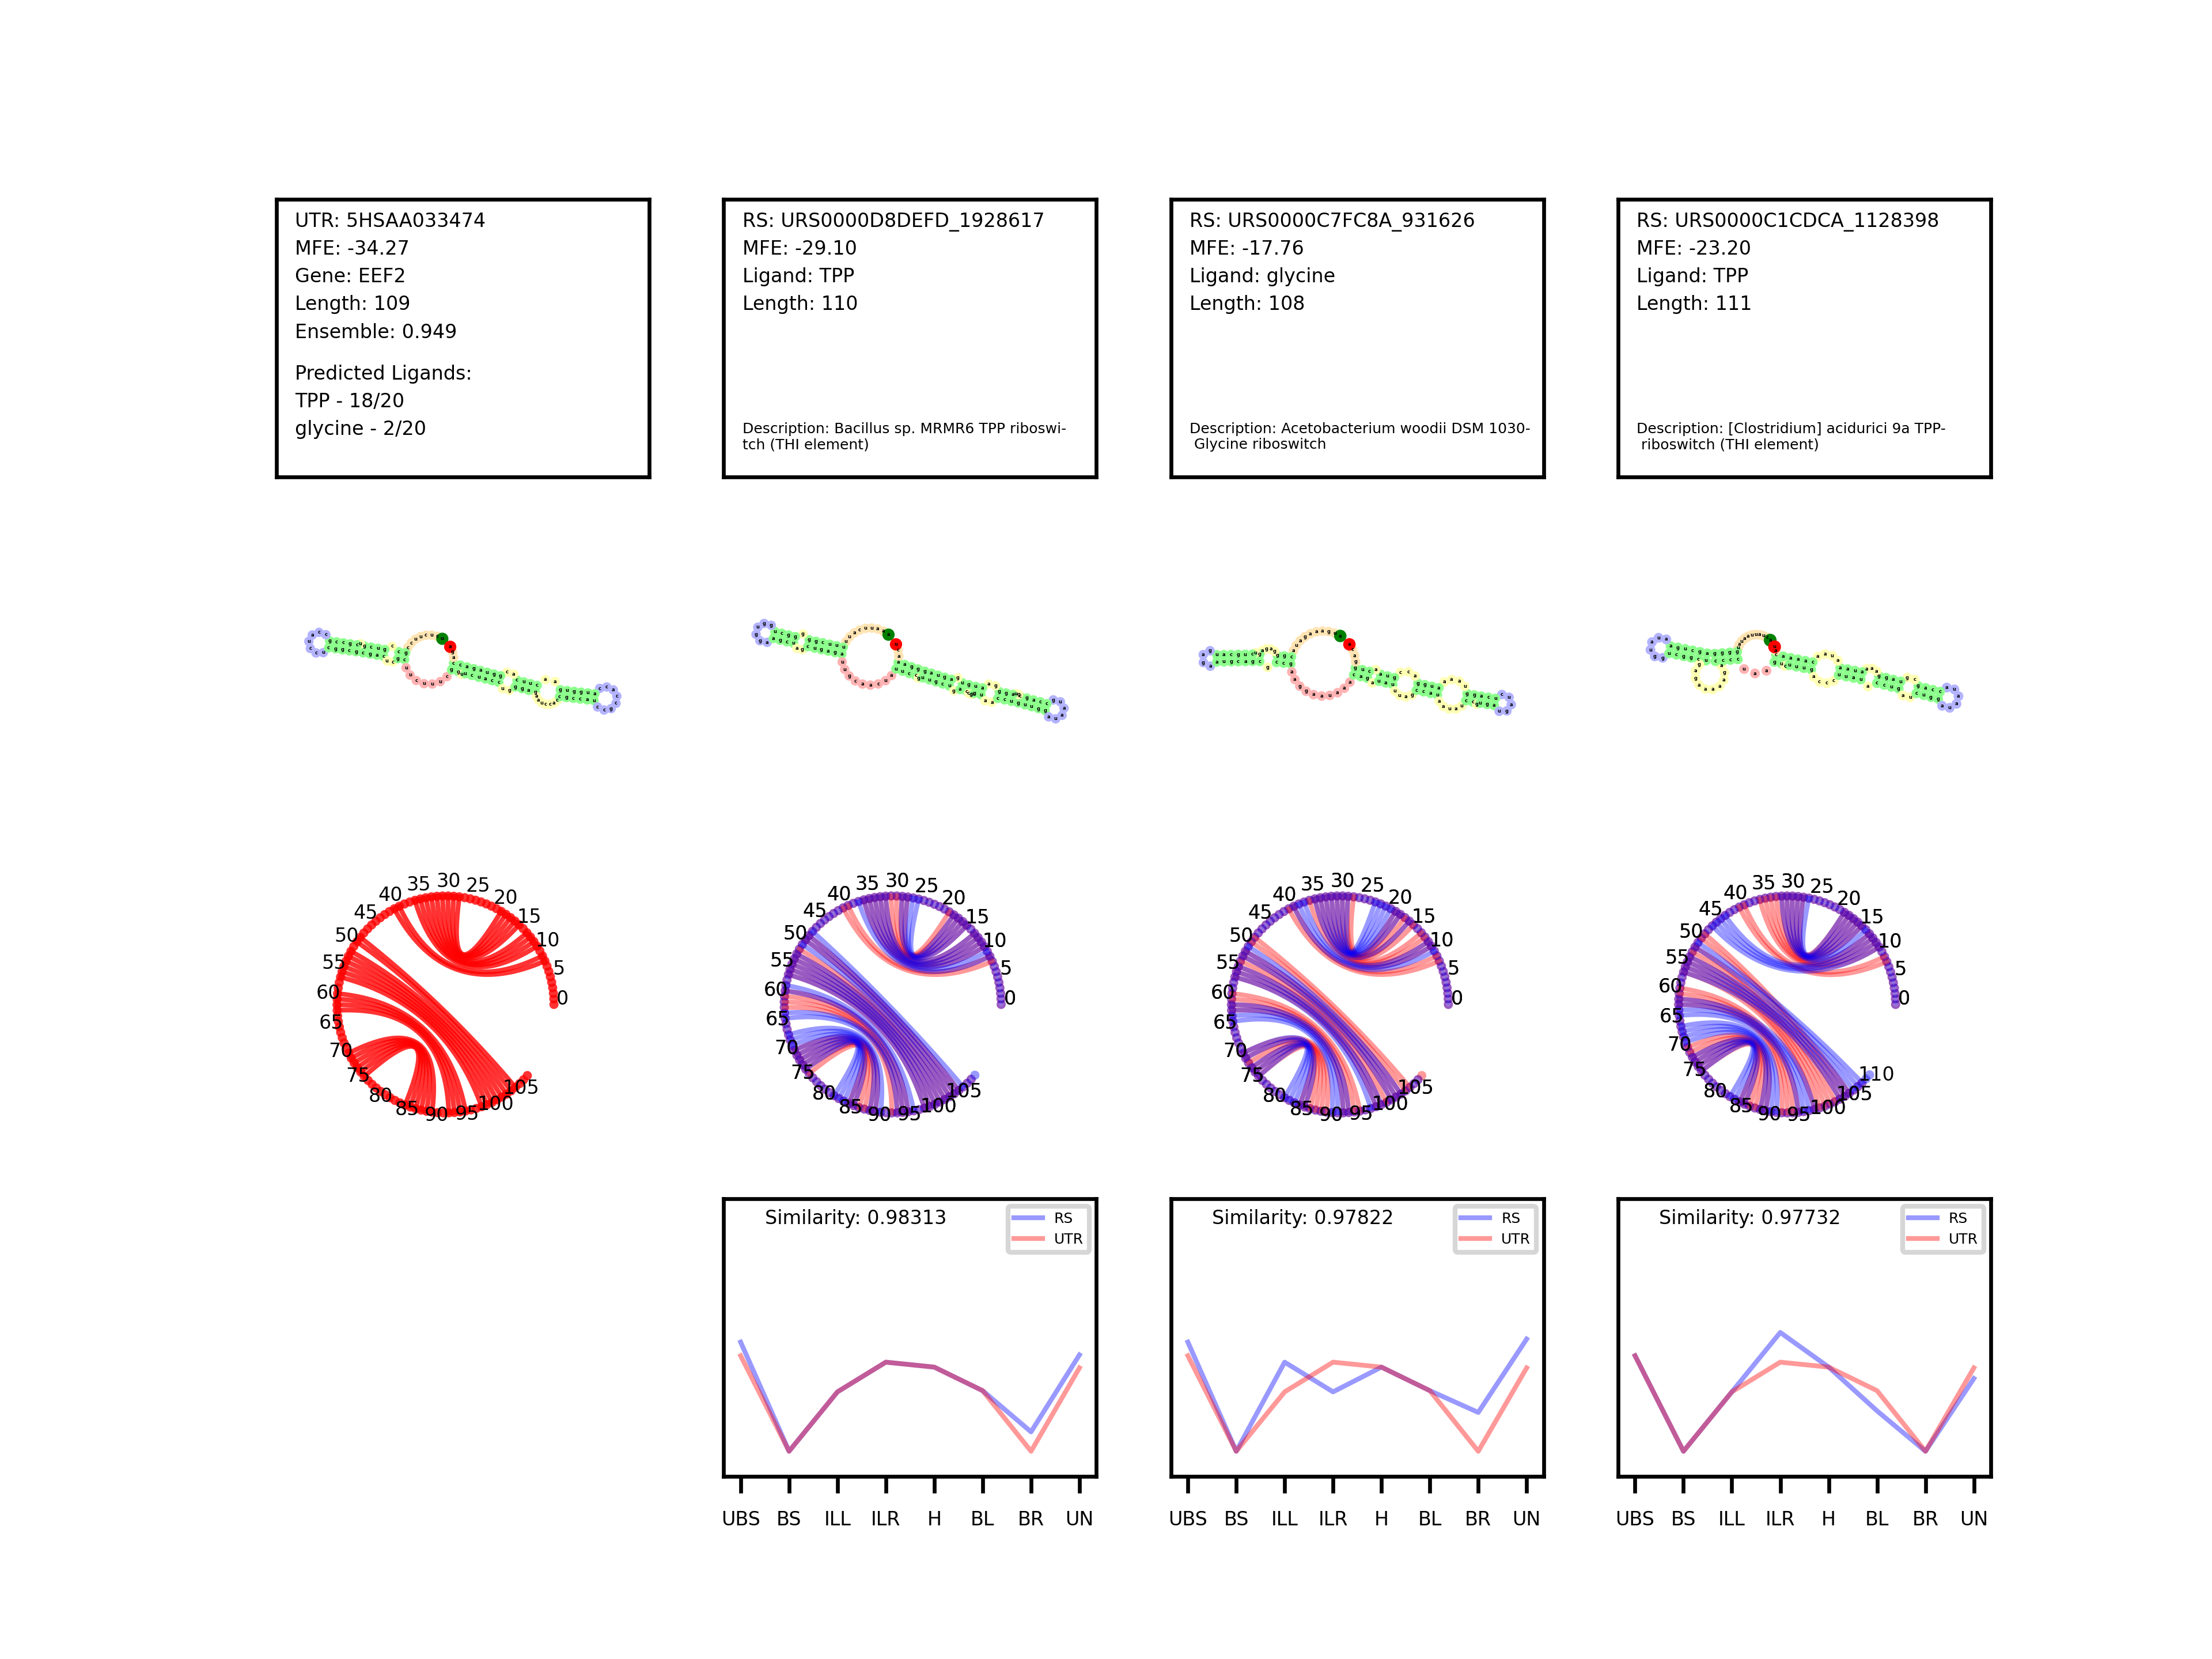 UTR: 5HSAA033474
MFE: -34.27
Gene: EEF2
Length: 109
Ensemble: 0.949
Predicted Ligands:
TPP - 18/20
glycine - 2/20
RS: URS0000D8DEFD_1928617
MFE: -29.10
Ligand: TPP
Length: 110
Description: Bacillus sp. MRMR6 TPP riboswi-
tch (THI element)
RS: URS0000C7FC8A_931626
MFE: -17.76
Ligand: glycine
Length: 108
Description: Acetobacterium woodii DSM 1030-
Glycine riboswitch
RS: URS0000C1CDCA_1128398
MFE: -23.20
Ligand: TPP
Length: 111
Description: [Clostridium] acidurici 9a TPP-
riboswitch (THI element)
0 5 10 15 20 25 30 35 40 45 50 55 60 65 70 75 80 85 90 95 100 105
0 5 10 15 20 25 30 35 40 45 50 55 60 65 70 75 80 85 90 95 100 105
0 5 10 15 20 25 30 35 40 45 50 55 60 65 70 75 80 85 90 95 100 105
0 5 10 15 20 25 30 35 40 45 50 55 60 65 70 75 80 85 90 95 100 105 110
Similarity: 0.98313
RS
UTR
UBS BS ILL ILR H BL BR UN
Similarity: 0.97822
RS
UTR
UBS BS ILL ILR H BL BR UN
Similarity: 0.97732
RS
UTR
UBS BS ILL ILR H BL BR UN